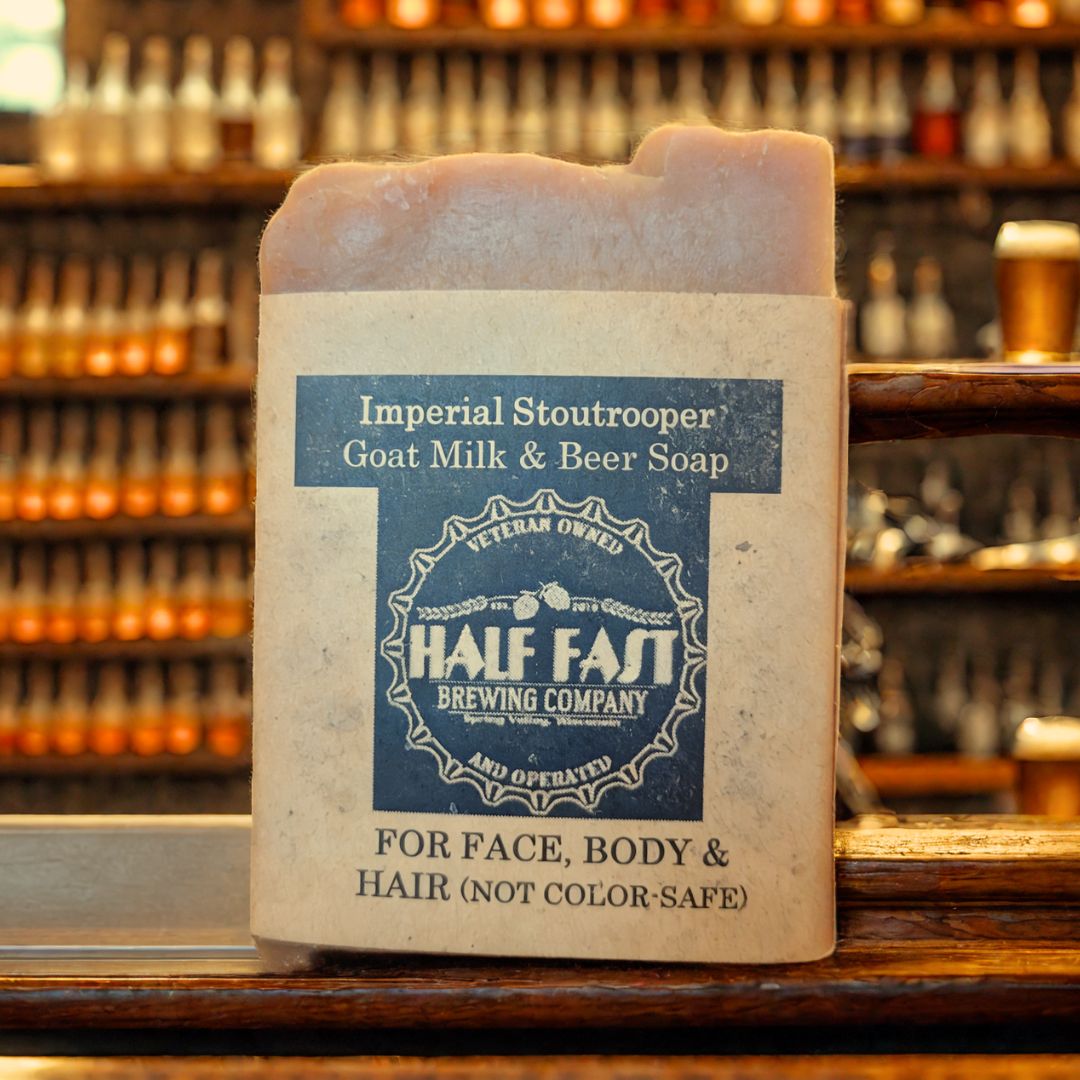 Imperial Stoutrooper
Goat Milk & Beer Soap
VETERAN OWNED
HALF FAST
BREWING COMPANY
AND OPERATED
FOR FACE, BODY &
HAIR (NOT COLOR-SAFE)